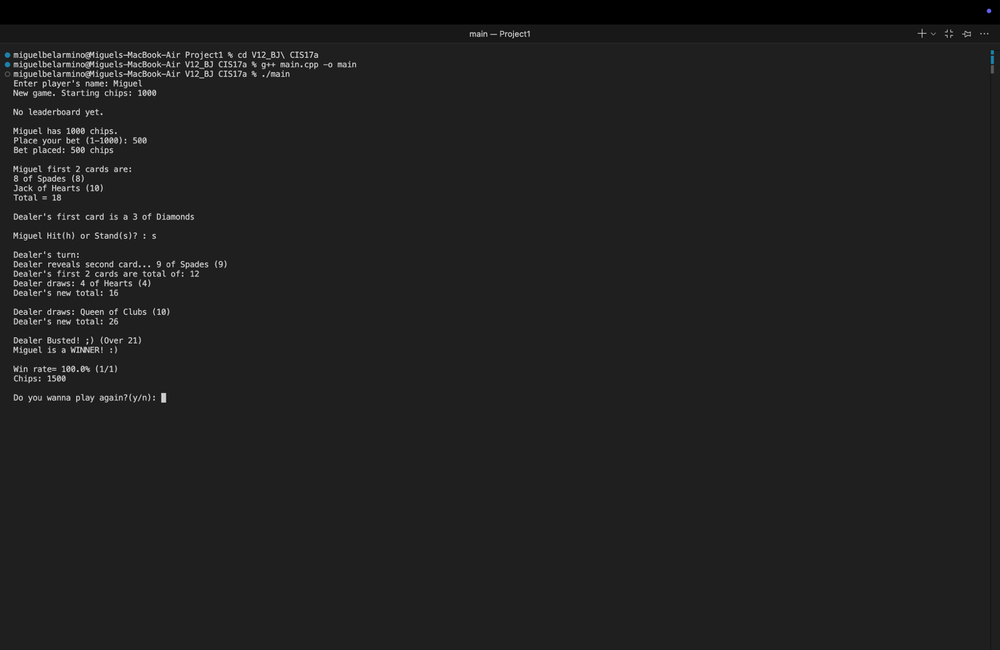 main — Project1
miguelbelarmino@Miguels-MacBook-Air Project1 % cd V12_BJ\ CIS17a
miguelbelarmino@Miguels-MacBook-Air V12_BJ CIS17a % g++ main.cpp -o main
miguelbelarmino@Miguels-MacBook-Air V12_BJ CIS17a % ./main
Enter player's name: Miguel
New game. Starting chips: 1000
No leaderboard yet.
Miguel has 1000 chips.
Place your bet (1-1000): 500
Bet placed: 500 chips
Miguel first 2 cards are:
8 of Spades (8)
Jack of Hearts (10)
Total = 18
Dealer's first card is a 3 of Diamonds
Miguel Hit(h) or Stand(s)? : s
Dealer's turn:
Dealer reveals second card... 9 of Spades (9)
Dealer's first 2 cards are total of: 12
Dealer draws: 4 of Hearts (4)
Dealer's new total: 16
Dealer draws: Queen of Clubs (10)
Dealer's new total: 26
Dealer Busted! ;) (Over 21)
Miguel is a WINNER! :)
Win rate= 100.0% (1/1)
Chips: 1500
Do you wanna play again?(y/n):